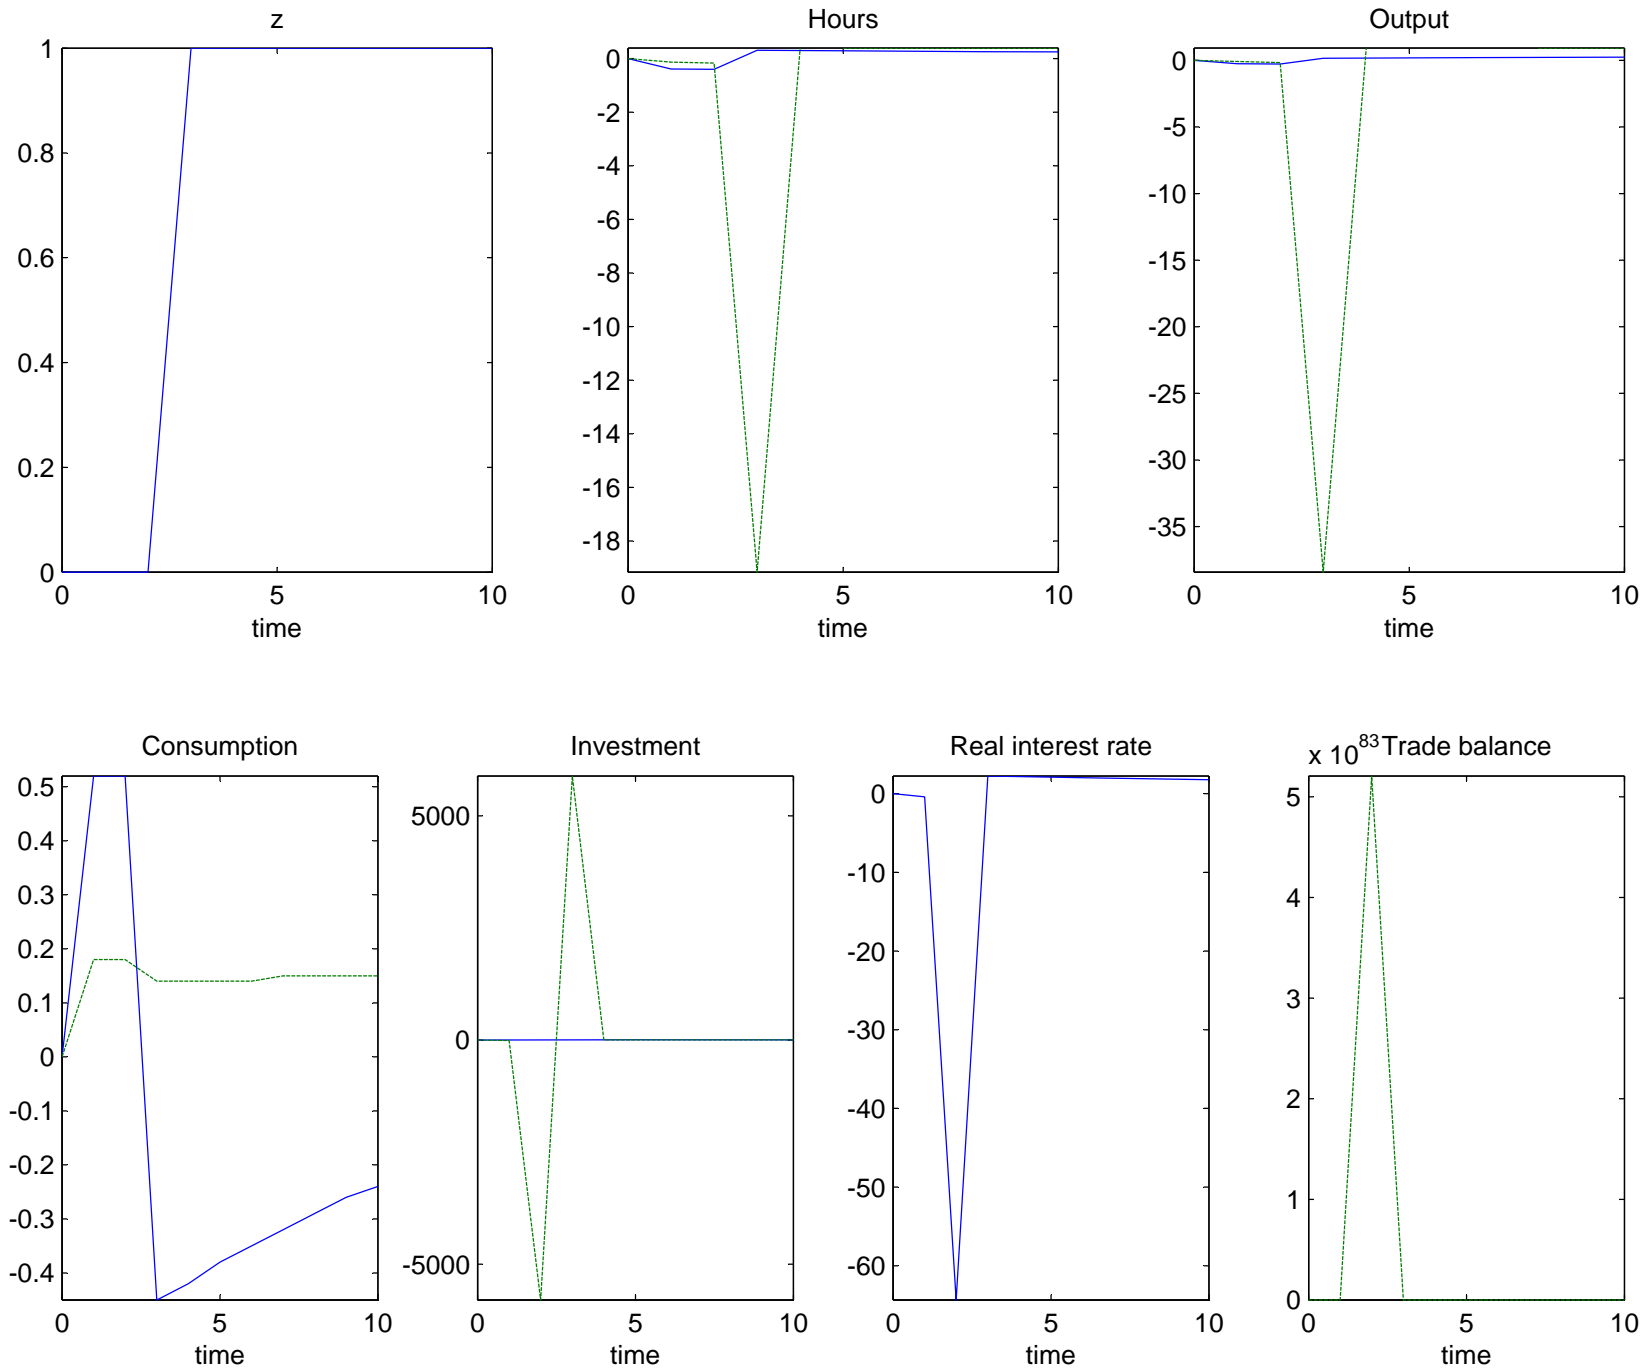 z
1
0.8
0.6
0.4
0.2
0
0 5 10
time
Hours
0
-2
-4
-6
-8
-10
-12
-14
-16
-18
0 5 10
time
Output
0
-5
-10
-15
-20
-25
-30
-35
0 5 10
time
Consumption
0.5
0.4
0.3
0.2
0.1
0
-0.1
-0.2
-0.3
-0.4
0 5 10
time
Investment
5000
0
-5000
0 5 10
time
Real interest rate
0
-10
-20
-30
-40
-50
-60
0 5 10
time
x 10^83 Trade balance
5
4
3
2
1
0
0 5 10
time